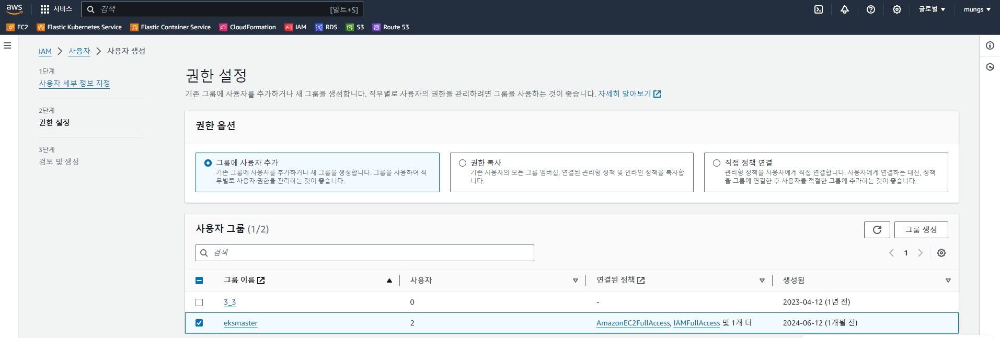 aws 서비스 검색 [알트+S] 글로벌 mungs
EC2 Elastic Kubernetes Service Elastic Container Service CloudFormation IAM RDS S3 Route 53
IAM 사용자 사용자 생성
1단계
사용자 세부 정보 지정
2단계
권한 설정
3단계
검토 및 생성
권한 설정
기존 그룹에 사용자를 추가하거나 새 그룹을 생성합니다. 직무별로 사용자의 권한을 관리하려면 그룹을 사용하는 것이 좋습니다. 자세히 알아보기
권한 옵션
그룹에 사용자 추가
기존 그룹에 사용자를 추가하거나 새 그룹을 생성합니다. 그룹을 사용하여 직
무별로 사용자 권한을 관리하는 것이 좋습니다.
권한 복사
기존 사용자의 모든 그룹 멤버십, 연결된 관리형 정책 및 인라인 정책을 복사합
니다.
직접 정책 연결
관리형 정책을 사용자에게 직접 연결합니다. 사용자에게 연결하는 대신, 정책
을 그룹에 연결한 후 사용자를 적절한 그룹에 추가하는 것이 좋습니다.
사용자 그룹 (1/2)
그룹 생성
검색
1
그룹 이름 사용자 연결된 정책 생성됨
3_3 0 - 2023-04-12 (1년 전)
eksmaster 2 AmazonEC2FullAccess, IAMFullAccess 및 1개 더 2024-06-12 (1개월 전)